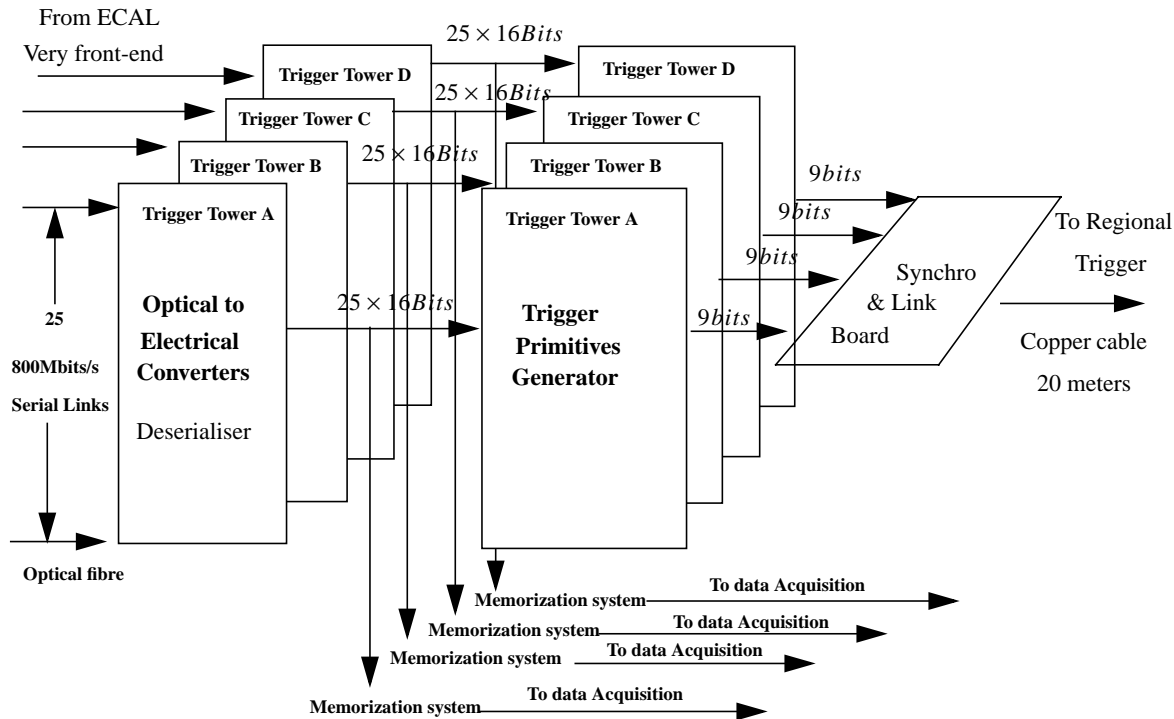 From ECAL
Very front-end
25 × 16Bits
Trigger Tower D
Trigger Tower D
25 × 16Bits
Trigger Tower C
Trigger Tower C
25 × 16Bits
Trigger Tower B
Trigger Tower B
9bits
9bits
9bits
9bits
Trigger Tower A
Trigger Tower A
25 × 16Bits
Optical to
Electrical
Converters
Deserialiser
Trigger
Primitives
Generator
Synchro
& Link
Board
To Regional
Trigger
Copper cable
20 meters
25
800Mbits/s
Serial Links
Optical fibre
Memorization system
To data Acquisition
Memorization system
To data Acquisition
Memorization system
To data Acquisition
Memorization system
To data Acquisition